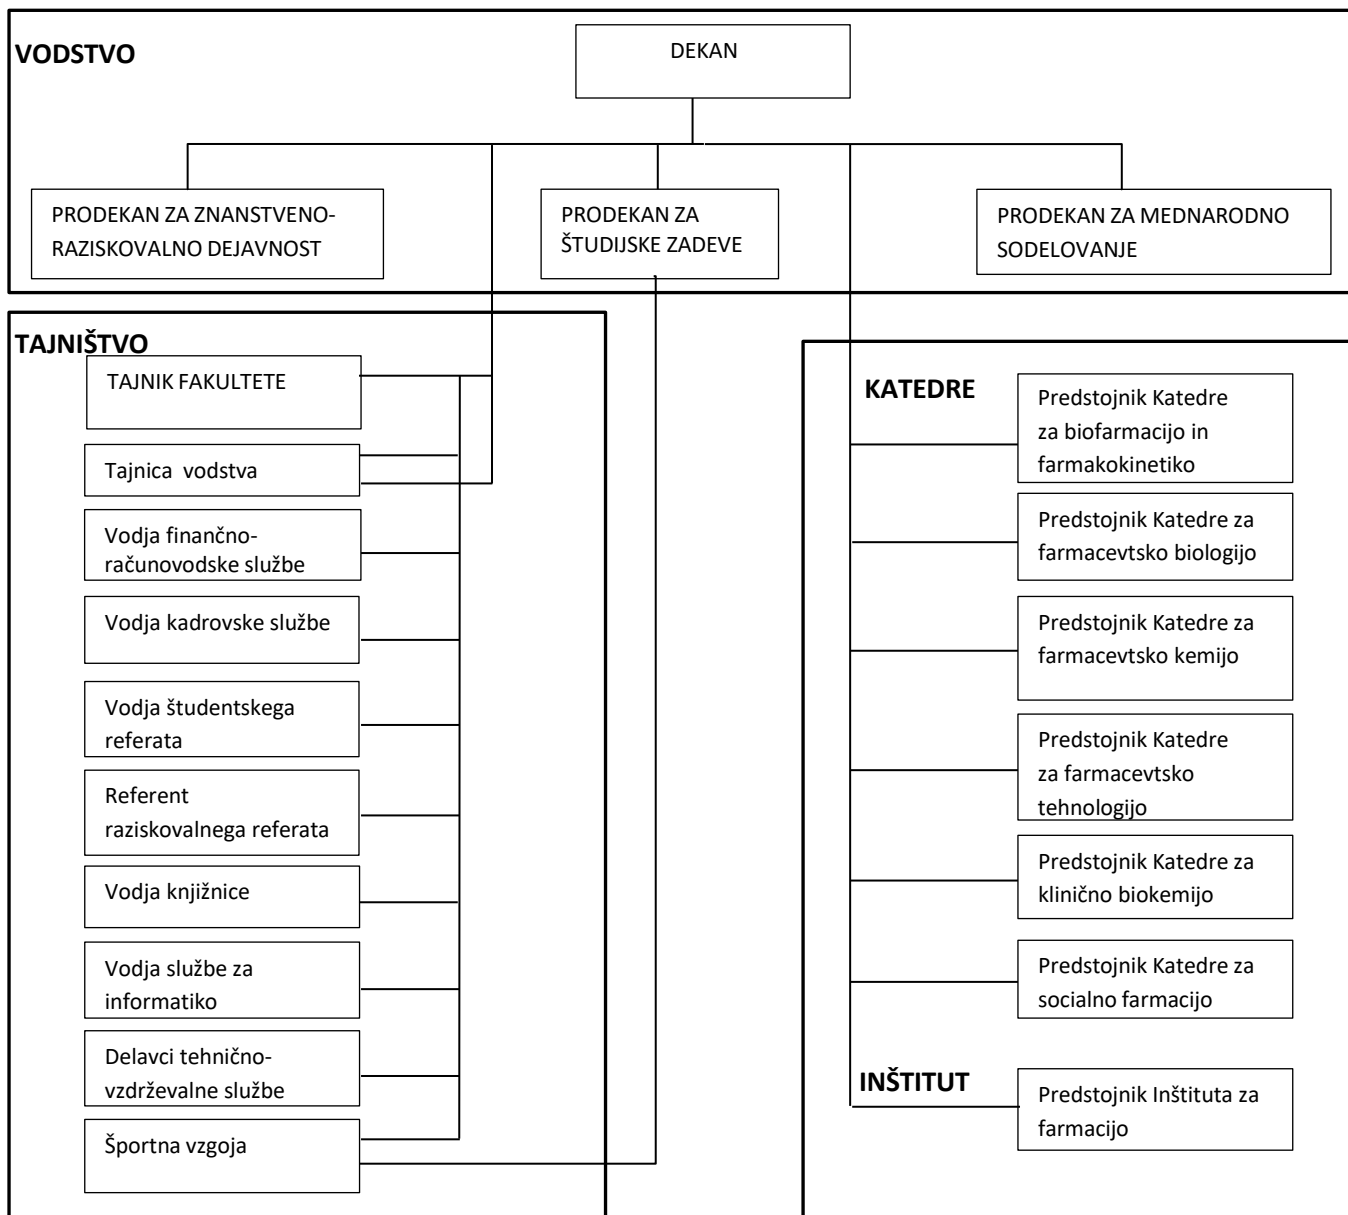 VODSTVO
DEKAN
PRODEKAN ZA ZNANSTVENO-
RAZISKOVALNO DEJAVNOST
PRODEKAN ZA
ŠTUDIJSKE ZADEVE
PRODEKAN ZA MEDNARODNO
SODELOVANJE
TAJNIŠTVO
TAJNIK FAKULTETE
Tajnica vodstva
Vodja finančno-
računovodske službe
Vodja kadrovske službe
Vodja študentskega
referata
Referent
raziskovalnega referata
Vodja knjižnice
Vodja službe za
informatiko
Delavci tehnično-
vzdrževalne službe
Športna vzgoja
KATEDRE
Predstojnik Katedre
za biofarmacijo in
farmakokinetiko
Predstojnik Katedre za
farmacevtsko biologijo
Predstojnik Katedre za
farmacevtsko kemijo
Predstojnik Katedre
za farmacevtsko
tehnologijo
Predstojnik Katedre za
klinično biokemijo
Predstojnik Katedre za
socialno farmacijo
INŠTITUT
Predstojnik Inštituta za
farmacijo